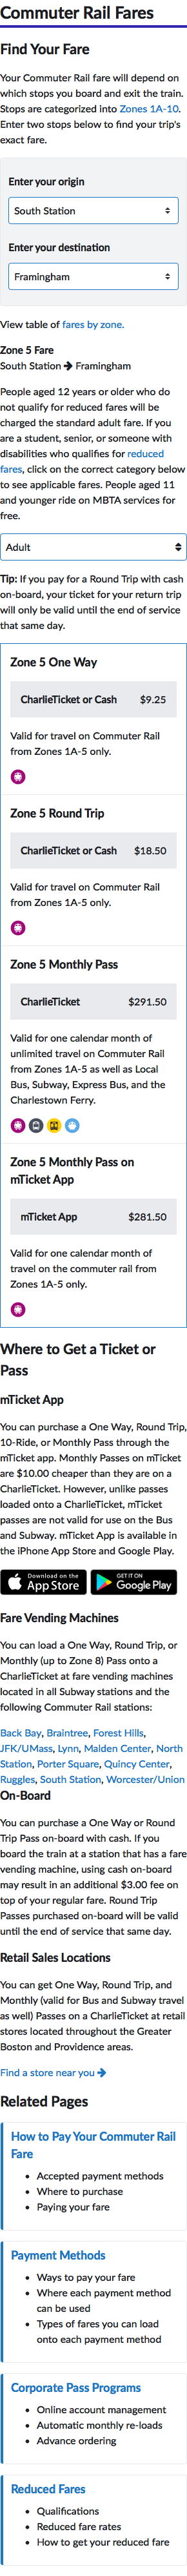 Commuter Rail Fares
Find Your Fare
Your Commuter Rail fare will depend on
which stops you board and exit the train.
Stops are categorized into Zones 1A-10.
Enter two stops below to find your trip's
exact fare.
Enter your origin
South Station
Enter your destination
Framingham
View table of fares by zone.
Zone 5 Fare
South Station → Framingham
People aged 12 years or older who do
not qualify for reduced fares will be
charged the standard adult fare. If you
are a student, senior, or someone with
disabilities who qualifies for reduced
fares, click on the correct category below
to see applicable fares. People aged 11
and younger ride on MBTA services for
free.
Adult
Tip: If you pay for a Round Trip with cash
on-board, your ticket for your return trip
will only be valid until the end of service
that same day.
Zone 5 One Way
CharlieTicket or Cash $9.25
Valid for travel on Commuter Rail
from Zones 1A-5 only.
Zone 5 Round Trip
CharlieTicket or Cash $18.50
Valid for travel on Commuter Rail
from Zones 1A-5 only.
Zone 5 Monthly Pass
CharlieTicket $291.50
Valid for one calendar month of
unlimited travel on Commuter Rail
from Zones 1A-5 as well as Local
Bus, Subway, Express Bus, and the
Charlestown Ferry.
Zone 5 Monthly Pass on
mTicket App
mTicket App $281.50
Valid for one calendar month of
travel on the commuter rail from
Zones 1A-5 only.
Where to Get a Ticket or
Pass
mTicket App
You can purchase a One Way, Round Trip,
10-Ride, or Monthly Pass through the
mTicket app. Monthly Passes on mTicket
are $10.00 cheaper than they are on a
CharlieTicket. However, unlike passes
loaded onto a CharlieTicket, mTicket
passes are not valid for use on the Bus
and Subway. mTicket App is available in
the iPhone App Store and Google Play.
Download on the
App Store
GET IT ON
Google Play
Fare Vending Machines
You can load a One Way, Round Trip, or
Monthly (up to Zone 8) Pass onto a
CharlieTicket at fare vending machines
located in all Subway stations and the
following Commuter Rail stations:
Back Bay, Braintree, Forest Hills,
JFK/UMass, Lynn, Malden Center, North
Station, Porter Square, Quincy Center,
Ruggles, South Station, Worcester/Union
On-Board
You can purchase a One Way or Round
Trip Pass on-board with cash. If you
board the train at a station that has a fare
vending machine, using cash on-board
may result in an additional $3.00 fee on
top of your regular fare. Round Trip
Passes purchased on-board will be valid
until the end of service that same day.
Retail Sales Locations
You can get One Way, Round Trip, and
Monthly (valid for Bus and Subway travel
as well) Passes on a CharlieTicket at retail
stores located throughout the Greater
Boston and Providence areas.
Find a store near you →
Related Pages
How to Pay Your Commuter Rail
Fare
• Accepted payment methods
• Where to purchase
• Paying your fare
Payment Methods
• Ways to pay your fare
• Where each payment method
can be used
• Types of fares you can load
onto each payment method
Corporate Pass Programs
• Online account management
• Automatic monthly re-loads
• Advance ordering
Reduced Fares
• Qualifications
• Reduced fare rates
• How to get your reduced fare